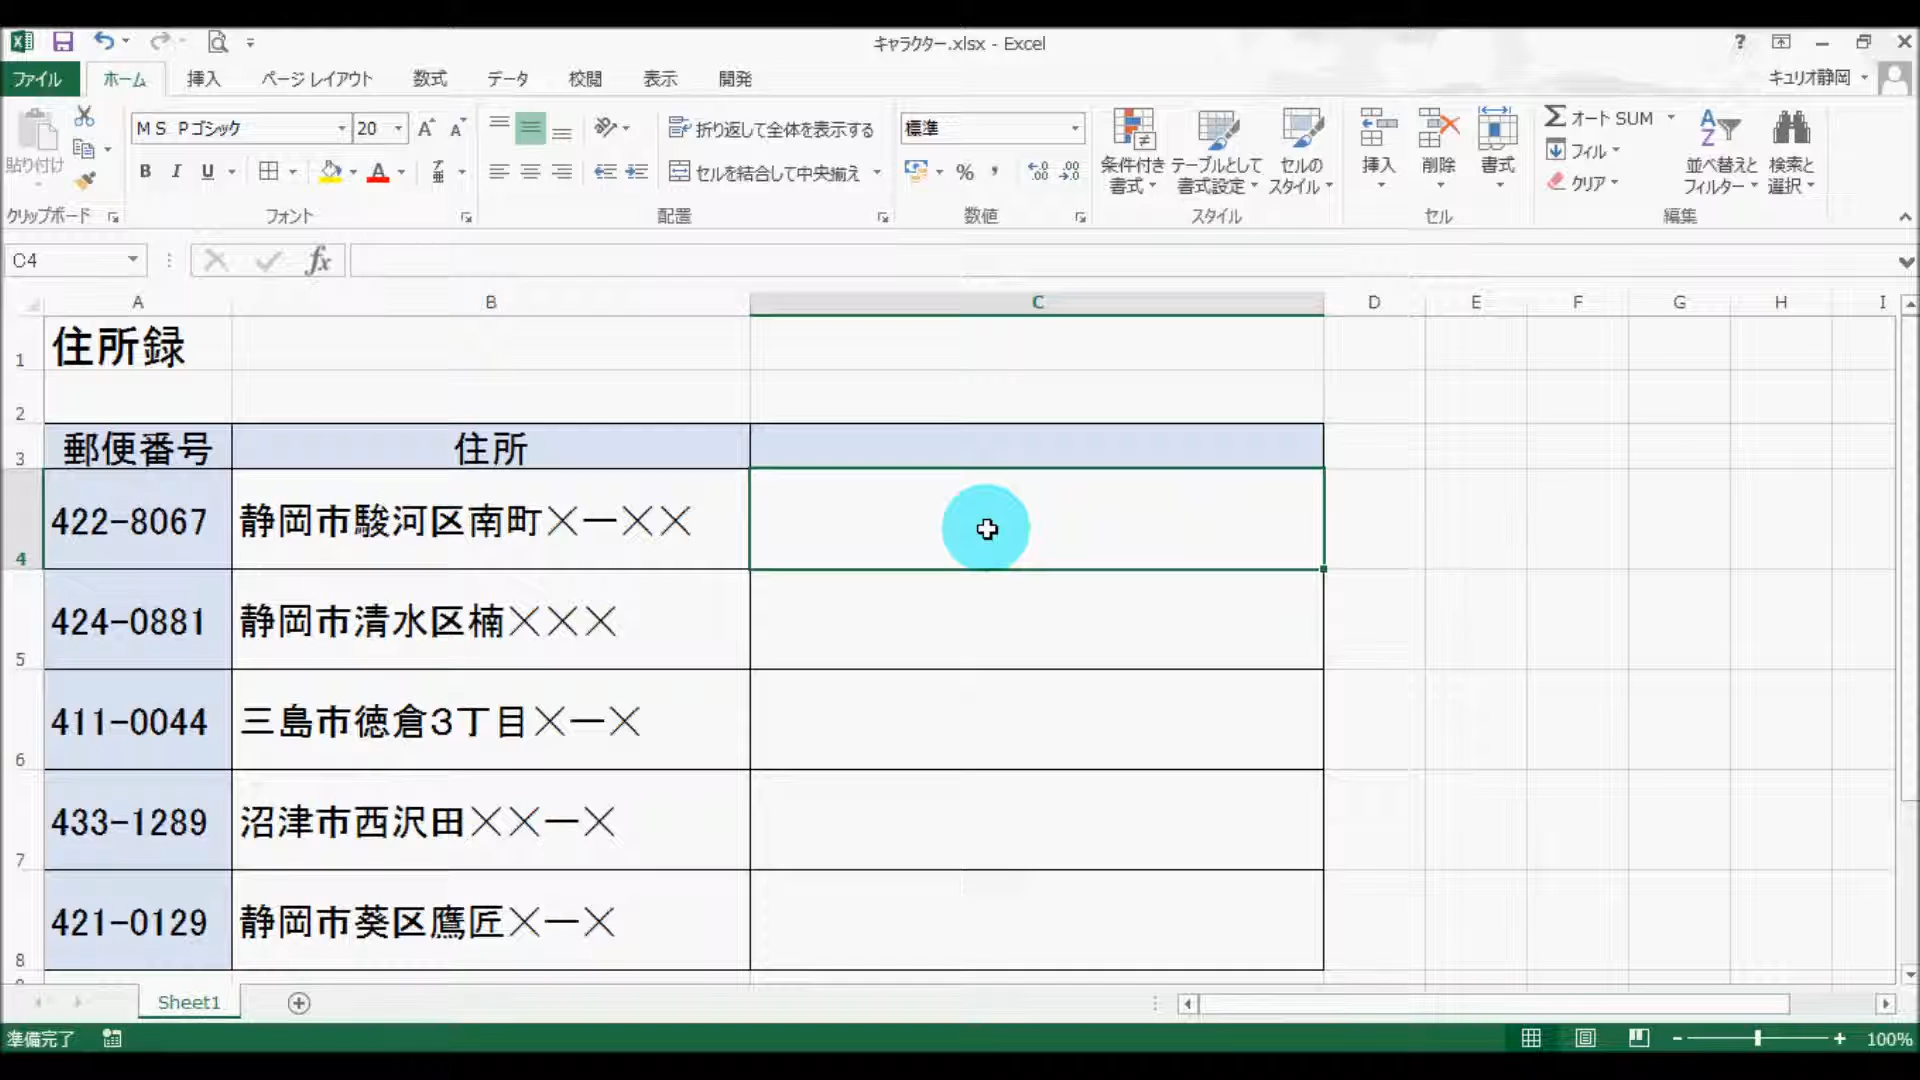 キャラクター.xlsx - Excel
ファイル ホーム 挿入 ページ レイアウト 数式 データ 校閲 表示 開発 キュリオ静岡
貼り付け
クリップボード
ＭＳ Ｐゴシック 20
B I U
フォント
折り返して全体を表示する
セルを結合して中央揃え
配置
標準
数値
条件付き書式
テーブルとして書式設定
セルのスタイル
スタイル
挿入 削除 書式
セル
オート SUM
フィル
クリア
並べ替えとフィルター
検索と選択
編集
C4 fx
A B C D E F G H I
1 住所録
2
3 郵便番号 住所
4 422-8067 静岡市駿河区南町×ー××
5 424-0881 静岡市清水区楠×××
6 411-0044 三島市徳倉３丁目×ー×
7 433-1289 沼津市西沢田××ー×
8 421-0129 静岡市葵区鷹匠×ー×
Sheet1
準備完了 100%